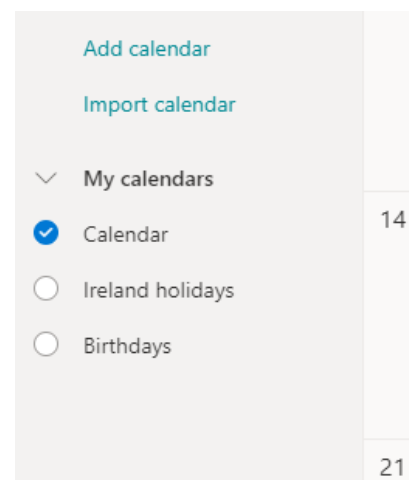 Add calendar
Import calendar
My calendars
Calendar
Ireland holidays
Birthdays
14
21